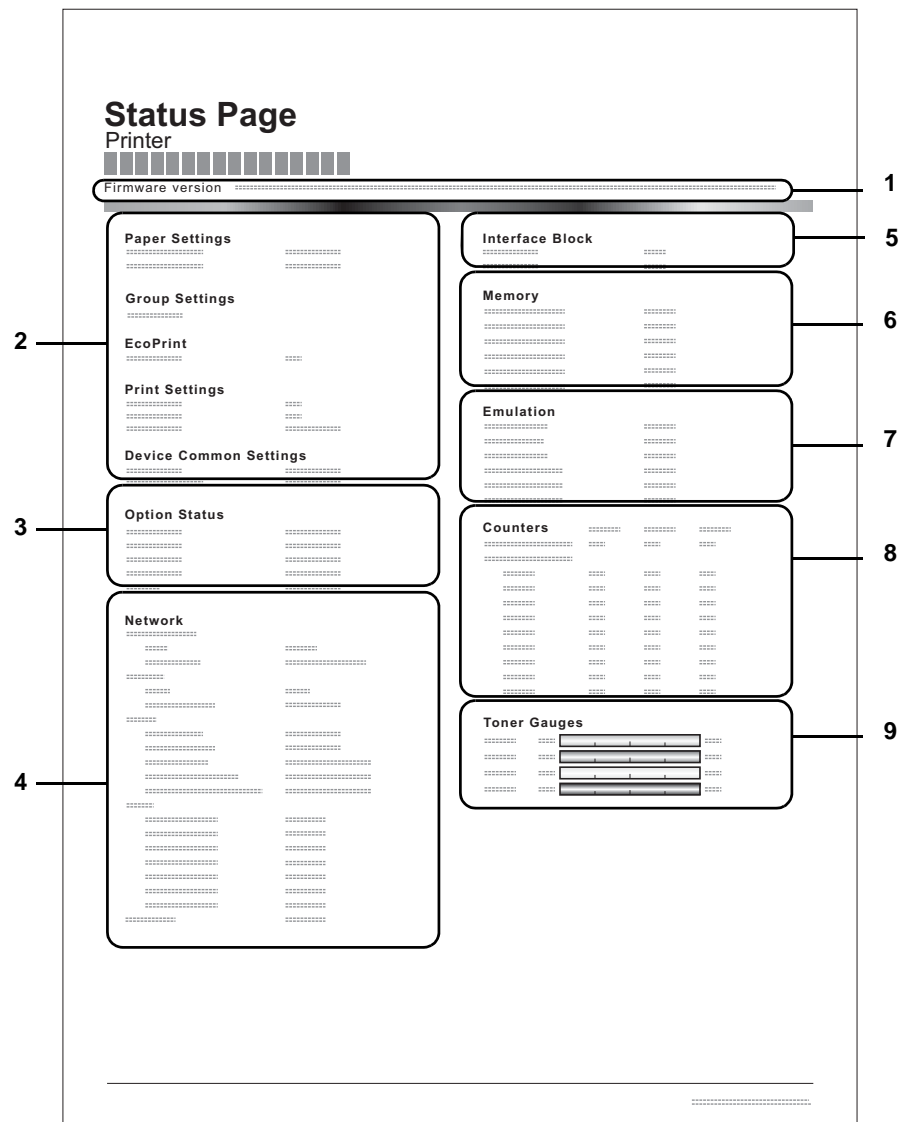 Status Page
Printer
Firmware version
1
2
Paper Settings
Group Settings
EcoPrint
Print Settings
Device Common Settings
3
Option Status
4
Network
Interface Block
5
Memory
6
Emulation
7
Counters
8
Toner Gauges
9